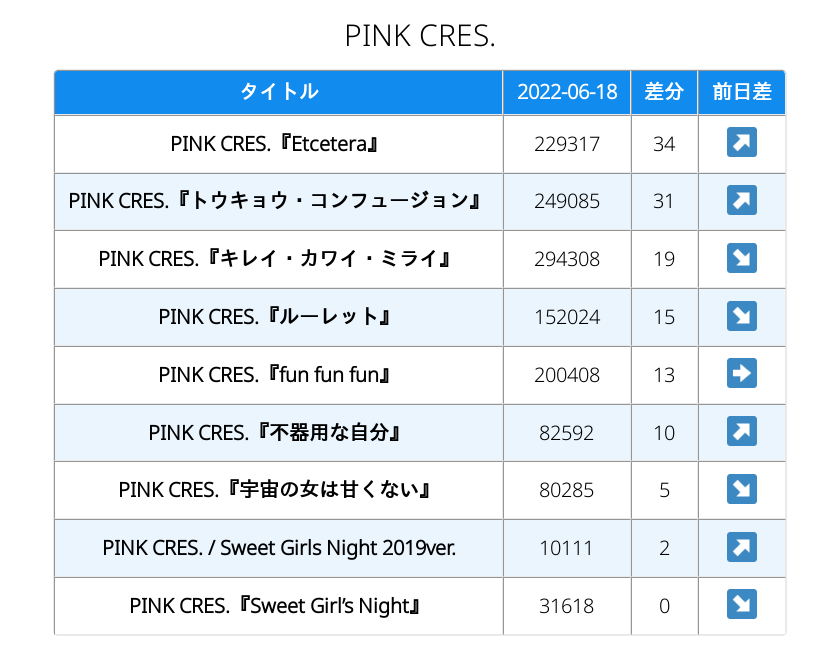 PINK CRES.
タイトル 2022-06-18 差分 前日差
PINK CRES.『Etcetera』 229317 34 ↗
PINK CRES.『トウキョウ・コンフュージョン』 249085 31 ↗
PINK CRES.『キレイ・カワイ・ミライ』 294308 19 ↘
PINK CRES.『ルーレット』 152024 15 ↘
PINK CRES.『fun fun fun』 200408 13 ➡
PINK CRES.『不器用な自分』 82592 10 ↗
PINK CRES.『宇宙の女は甘くない』 80285 5 ↘
PINK CRES. / Sweet Girls Night 2019ver. 10111 2 ↗
PINK CRES.『Sweet Girl’s Night』 31618 0 ↘